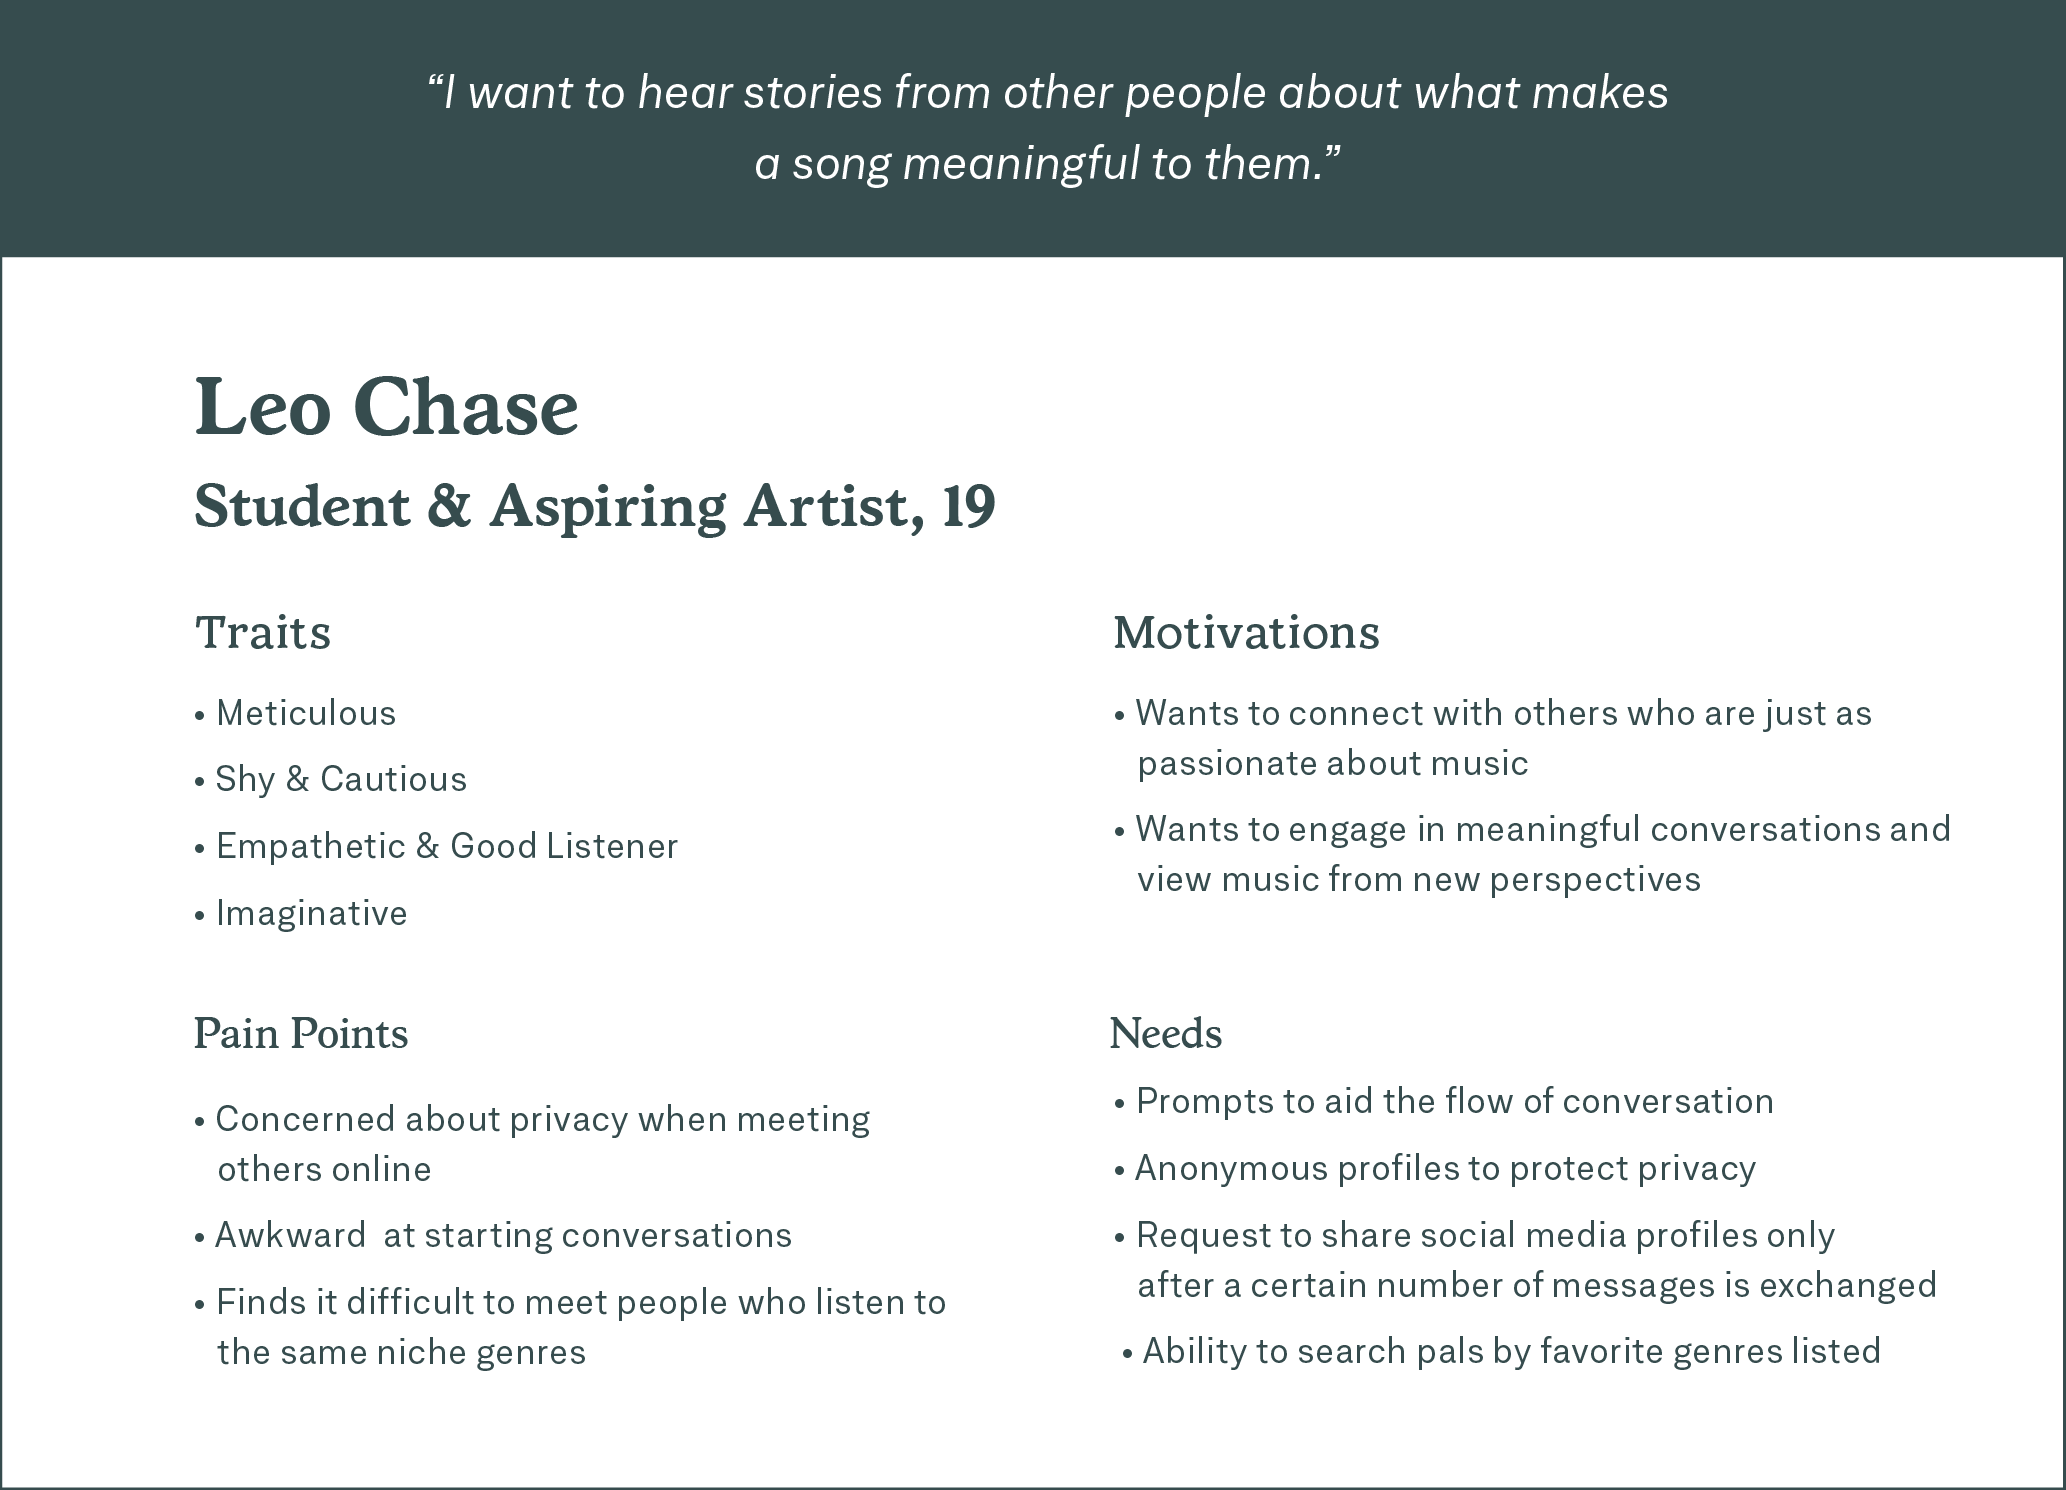 “I want to hear stories from other people about what makes
a song meaningful to them.”
Leo Chase
Student & Aspiring Artist, 19
Traits
• Meticulous
• Shy & Cautious
• Empathetic & Good Listener
• Imaginative
Motivations
• Wants to connect with others who are just as
passionate about music
• Wants to engage in meaningful conversations and
view music from new perspectives
Pain Points
• Concerned about privacy when meeting
others online
• Awkward  at starting conversations
• Finds it difficult to meet people who listen to
the same niche genres
Needs
• Prompts to aid the flow of conversation
• Anonymous profiles to protect privacy
• Request to share social media profiles only
after a certain number of messages is exchanged
• Ability to search pals by favorite genres listed